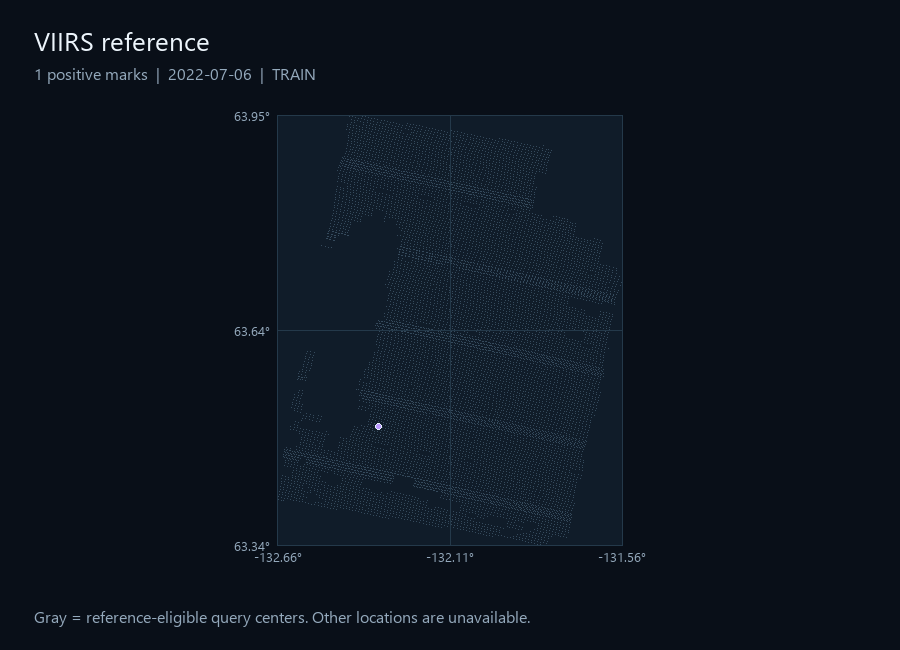 VIIRS reference
1 positive marks | 2022-07-06 | TRAIN
63.95°
63.64°
63.34°
-132.66°
-132.11°
-131.56°
Gray = reference-eligible query centers. Other locations are unavailable.